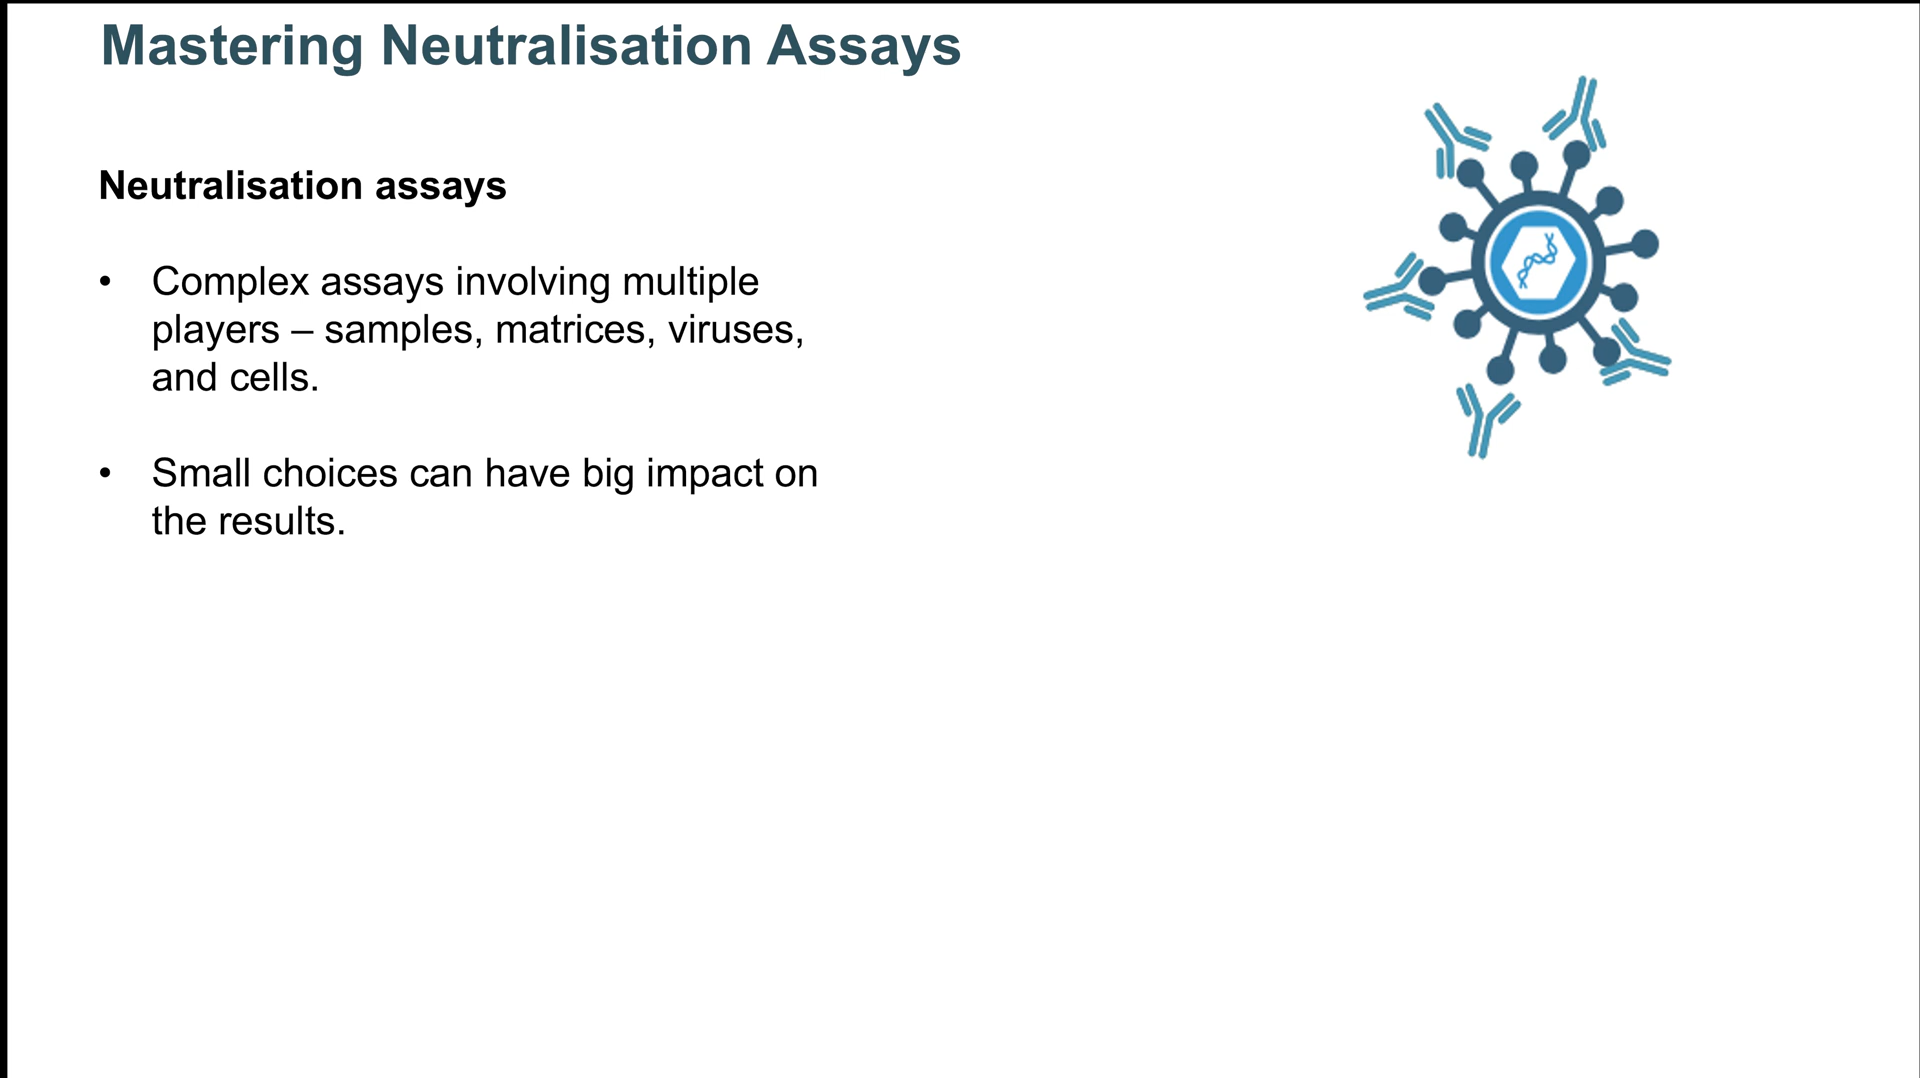 Mastering Neutralisation Assays
Neutralisation assays
• Complex assays involving multiple
players – samples, matrices, viruses,
and cells.
• Small choices can have big impact on
the results.